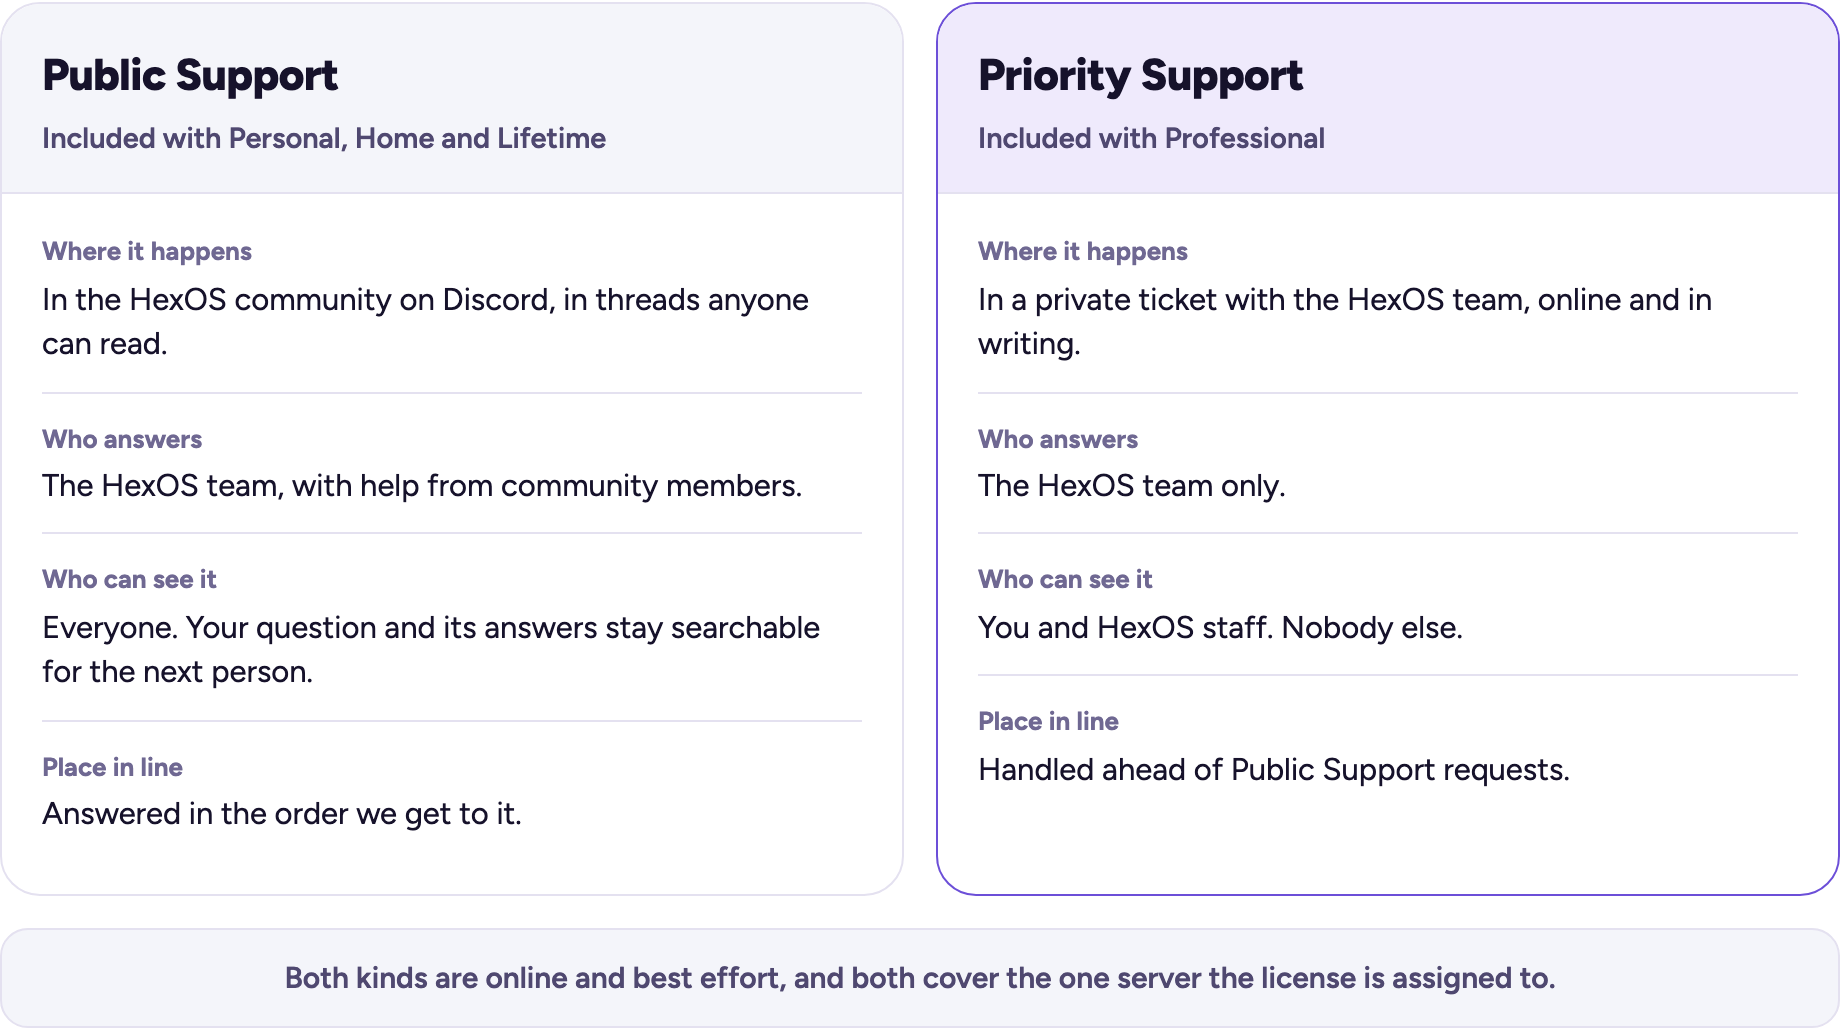 Public Support
Included with Personal, Home and Lifetime
Where it happens
In the HexOS community on Discord, in threads anyone
can read.
Who answers
The HexOS team, with help from community members.
Who can see it
Everyone. Your question and its answers stay searchable
for the next person.
Place in line
Answered in the order we get to it.
Priority Support
Included with Professional
Where it happens
In a private ticket with the HexOS team, online and in
writing.
Who answers
The HexOS team only.
Who can see it
You and HexOS staff. Nobody else.
Place in line
Handled ahead of Public Support requests.
Both kinds are online and best effort, and both cover the one server the license is assigned to.